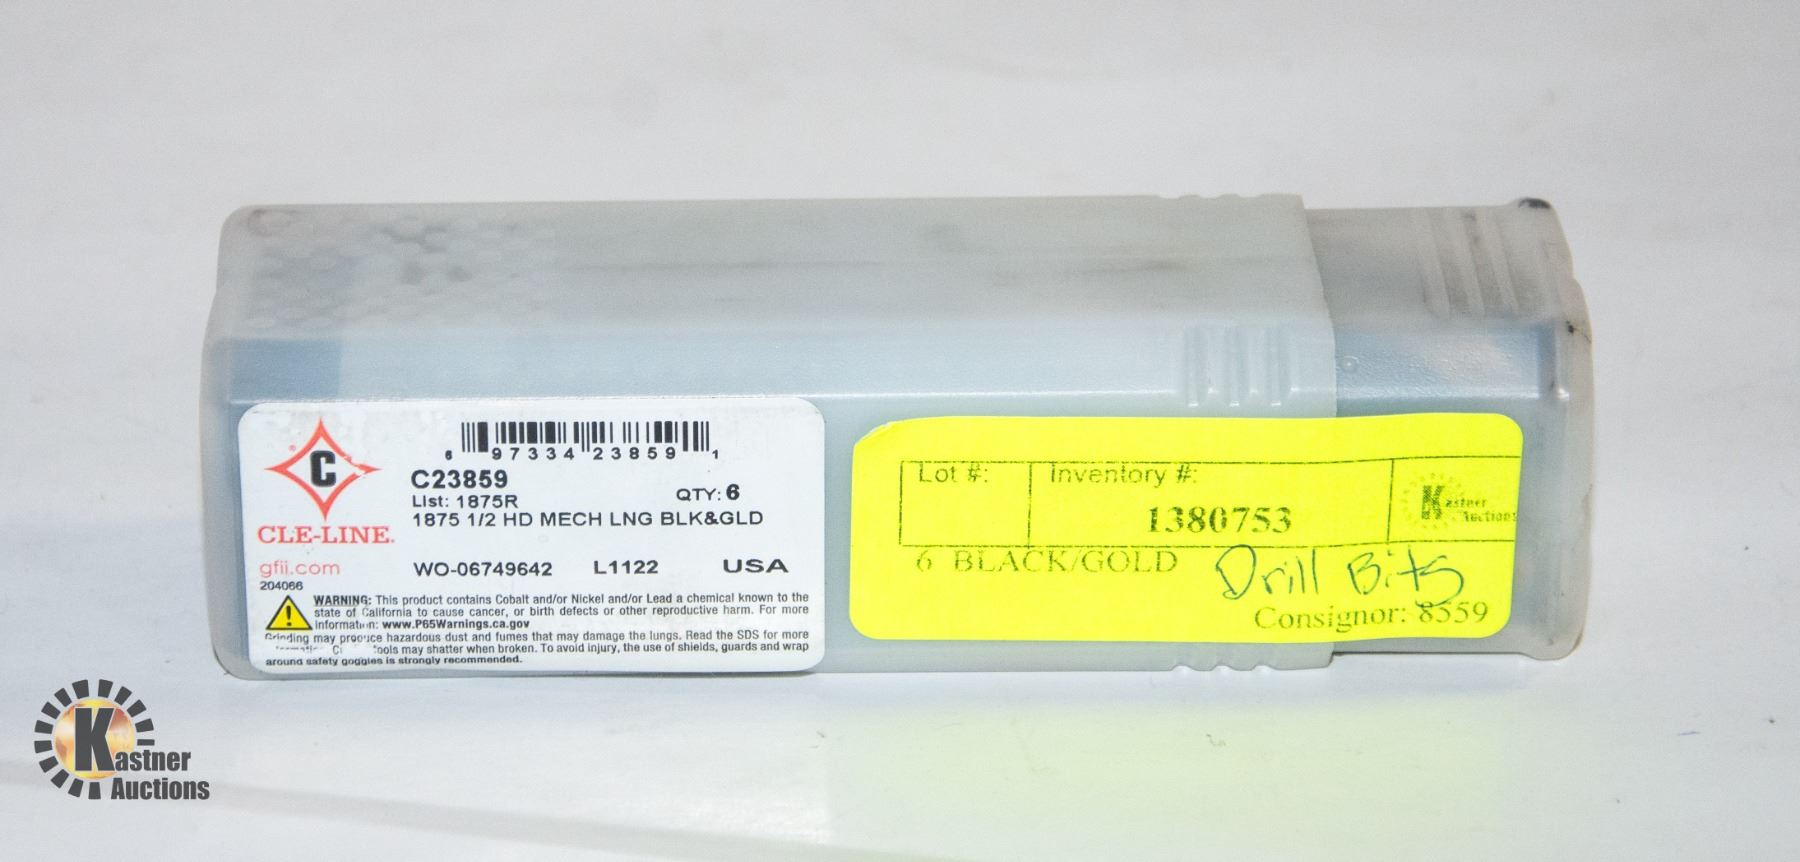 C
CLE-LINE.
gfii.com
204066
6 97334 23859 1
C23859
List: 1875R
QTY: 6
1875 1/2 HD MECH LNG BLK&GLD
WO-06749642 L1122 USA
WARNING: This product contains Cobalt and/or Nickel and/or Lead a chemical known to the
state of California to cause cancer, or birth defects or other reproductive harm. For more
information: www.P65Warnings.ca.gov
Grinding may produce hazardous dust and fumes that may damage the lungs. Read the SDS for more
tools may shatter when broken. To avoid injury, the use of shields, guards and wrap
around safety goggles is strongly recommended.
Lot #: Inventory #:
1380753
Kastner
Auctions
6 BLACK/GOLD Drill Bits
Consignor: 8559
Kastner
Auctions